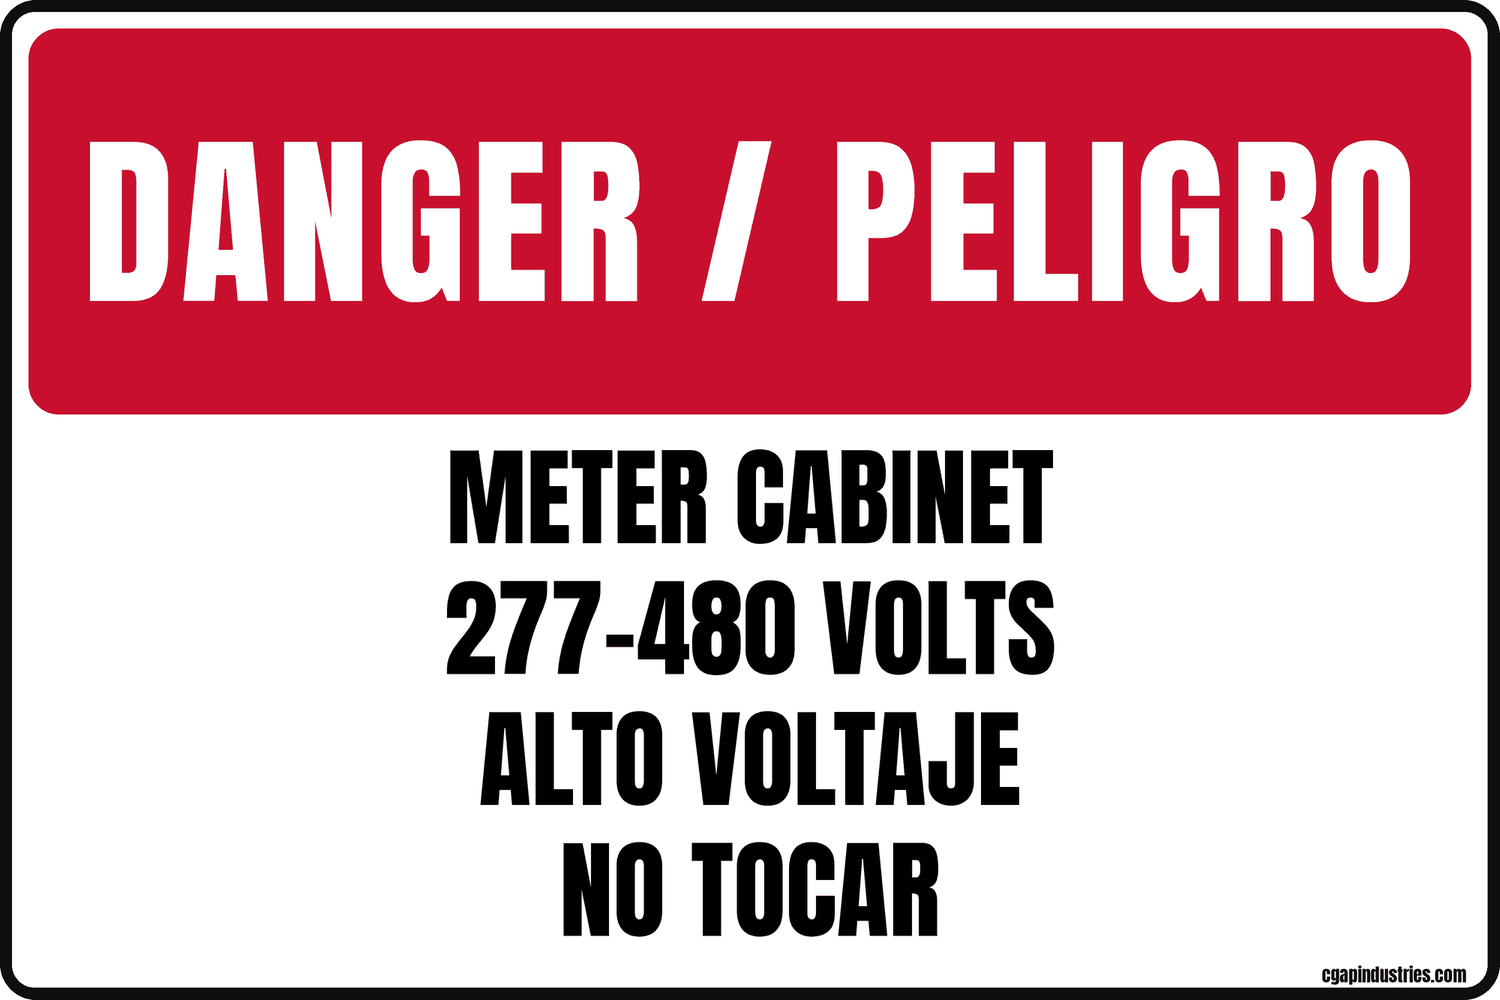 DANGER / PELIGRO
METER CABINET
277-480 VOLTS
ALTO VOLTAJE
NO TOCAR
cgapindustries.com